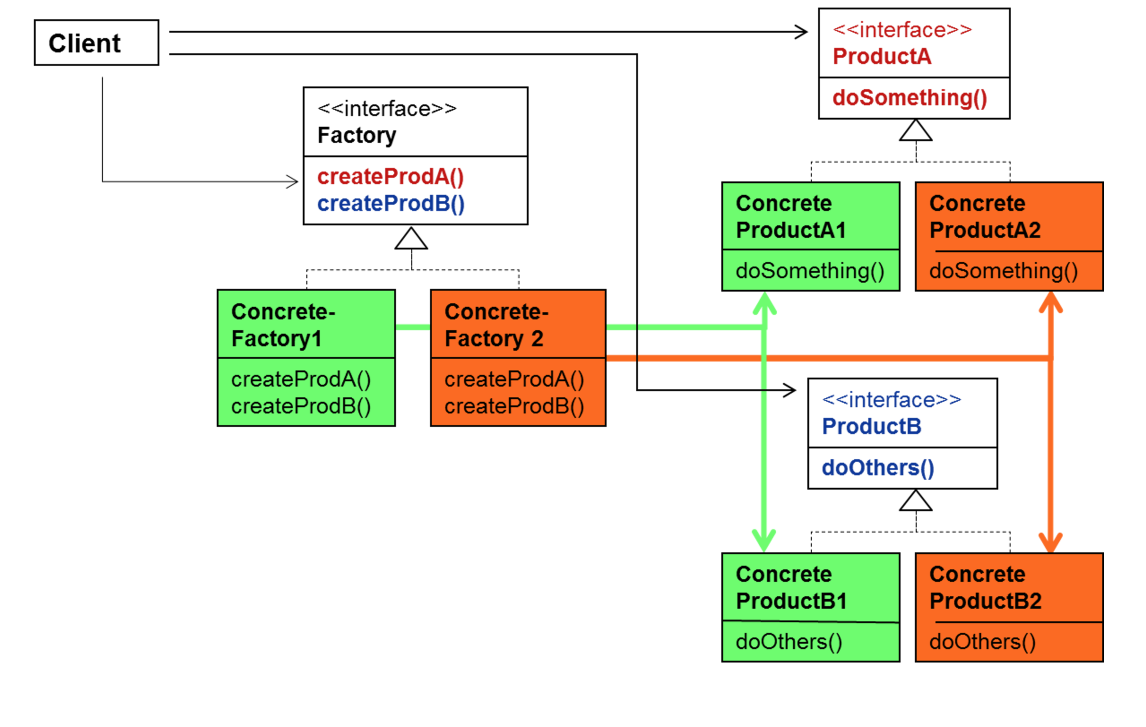 Client
<<interface>>
ProductA
doSomething()
<<interface>>
Factory
createProdA()
createProdB()
Concrete
ProductA1
doSomething()
Concrete
ProductA2
doSomething()
Concrete-
Factory1
createProdA()
createProdB()
Concrete-
Factory 2
createProdA()
createProdB()
<<interface>>
ProductB
doOthers()
Concrete
ProductB1
doOthers()
Concrete
ProductB2
doOthers()